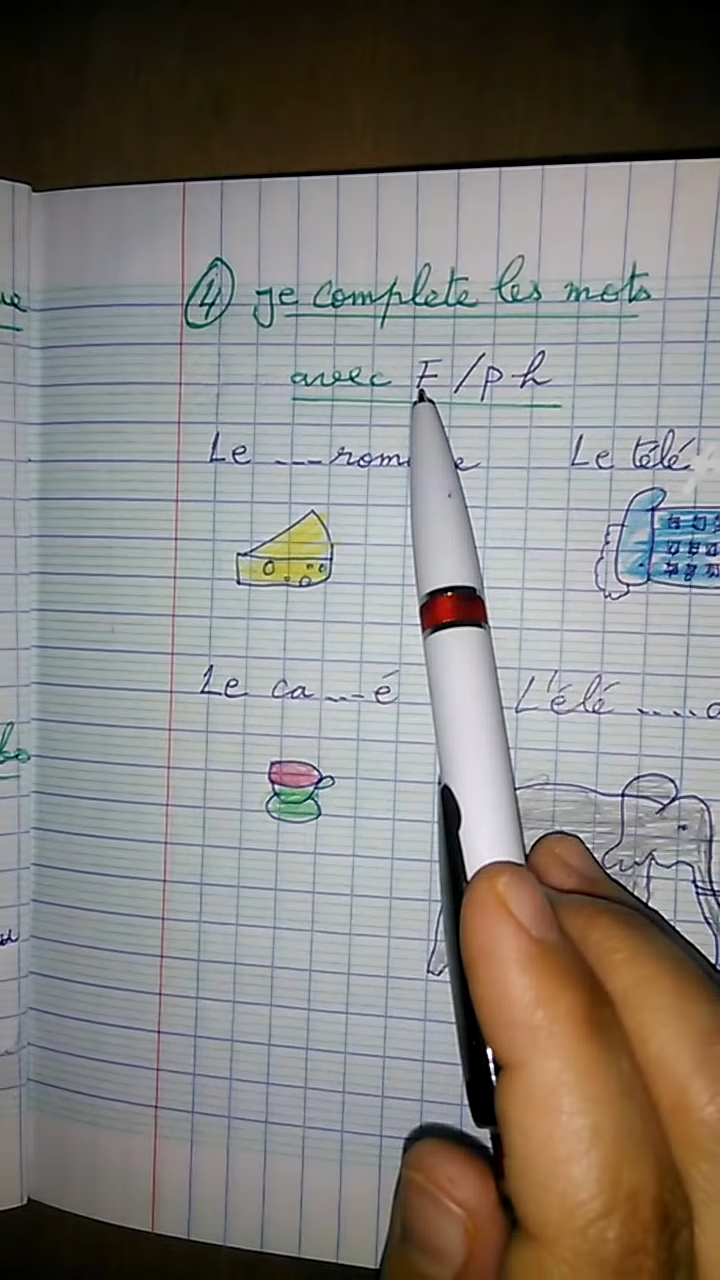 ④ je complete les mots
avec F/ph
Le ---rom e
Le télé
Le ca...é
L'élé .....a